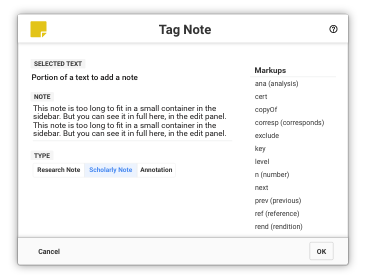 Tag Note
SELECTED TEXT
Portion of a text to add a note
NOTE
This note is too long to fit in a small container in the
sidebar. But you can see it in full here, in the edit panel.
This note is too long to fit in a small container in the
sidebar. But you can see it in full here, in the edit panel.
TYPE
Research Note Scholarly Note Annotation
Markups
ana (analysis)
cert
copyOf
corresp (corresponds)
exclude
key
level
n (number)
next
prev (previous)
ref (reference)
rend (rendition)
Cancel OK